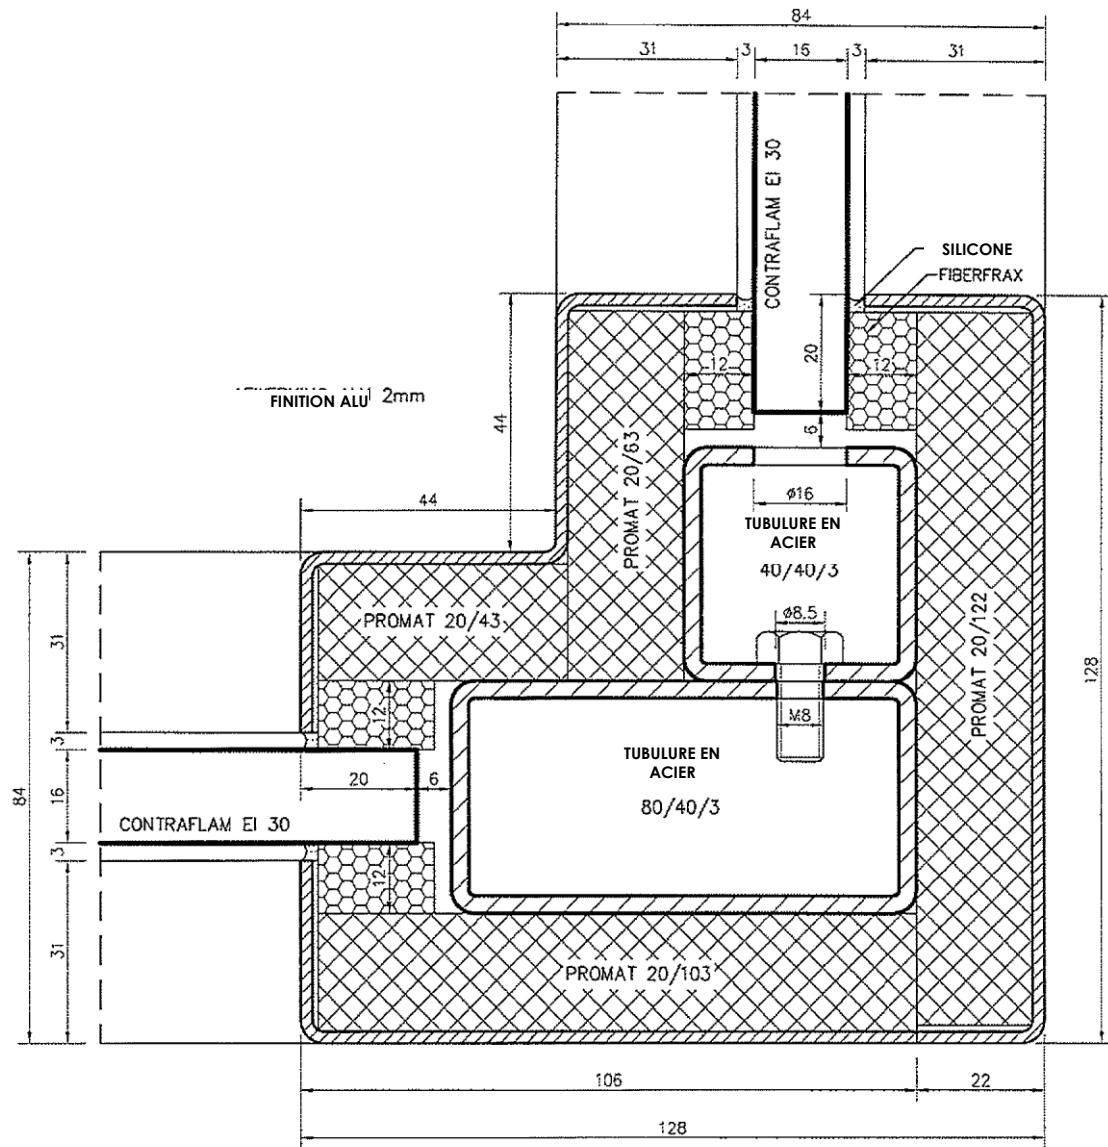 84
31 3 16 3 31
CONTRAFLAM EI 30
SILICONE
FIBERFRAX
20
12 12
FINITION ALU 2mm
44
6
PROMAT 20/63
44
ø16
TUBULURE EN
ACIER
40/40/3
ø8.5
PROMAT 20/43
PROMAT 20/122
128
31
12
M8
3
TUBULURE EN
ACIER
80/40/3
20 6
84
16
CONTRAFLAM EI 30
3
12
31
PROMAT 20/103
106 22
128